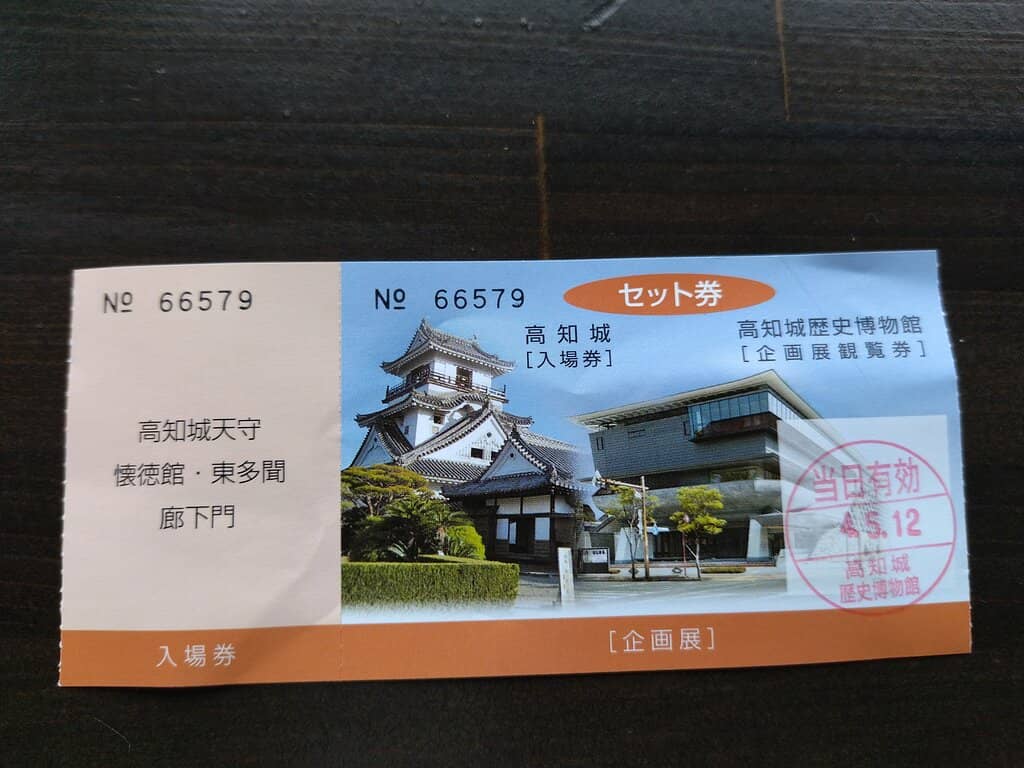 № 66579
高知城天守
懐徳館・東多聞
廊下門
入場券
№ 66579
セット券
高知城
[入場券]
高知城歴史博物館
[企画展観覧券]
当日有効
4.5.12
高知城
歴史博物館
[企画展]